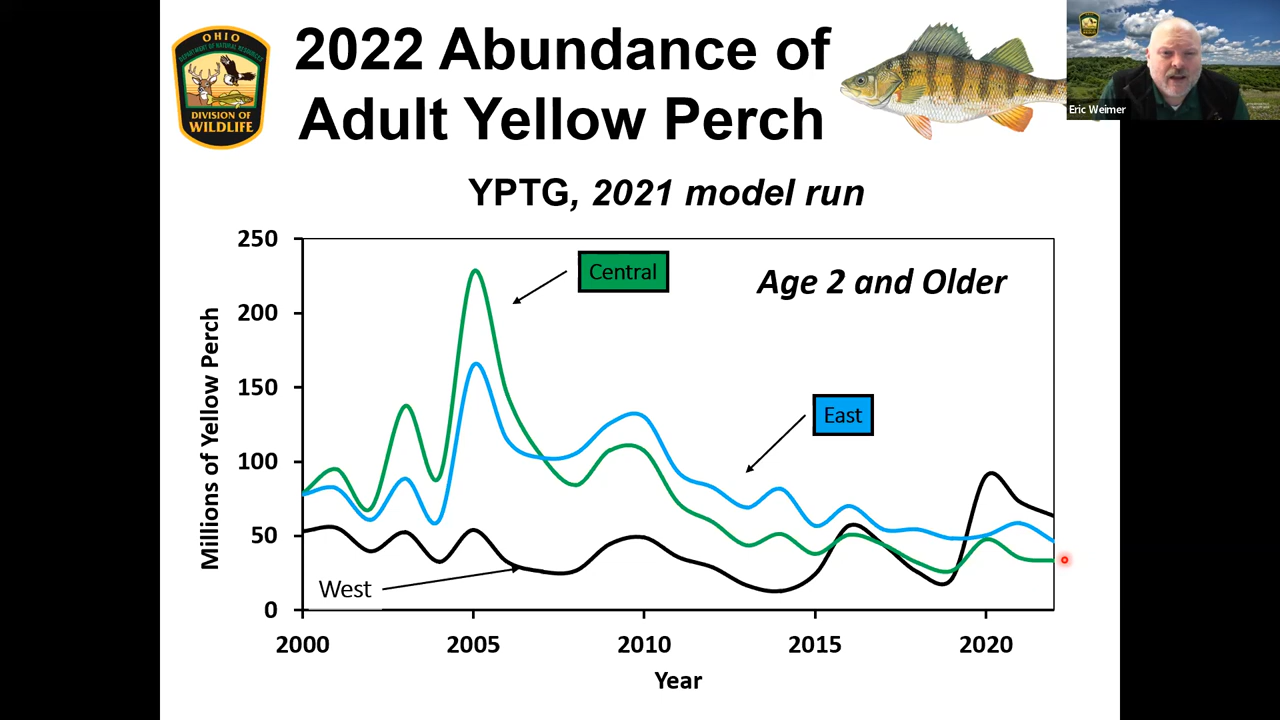 OHIO
DEPARTMENT OF NATURAL RESOURCES
DIVISION OF
WILDLIFE
2022 Abundance of
Adult Yellow Perch
Eric Weimer
YPTG, 2021 model run
250
200
150
100
50
0
Millions of Yellow Perch
Central
Age 2 and Older
East
West
2000
2005
2010
2015
2020
Year